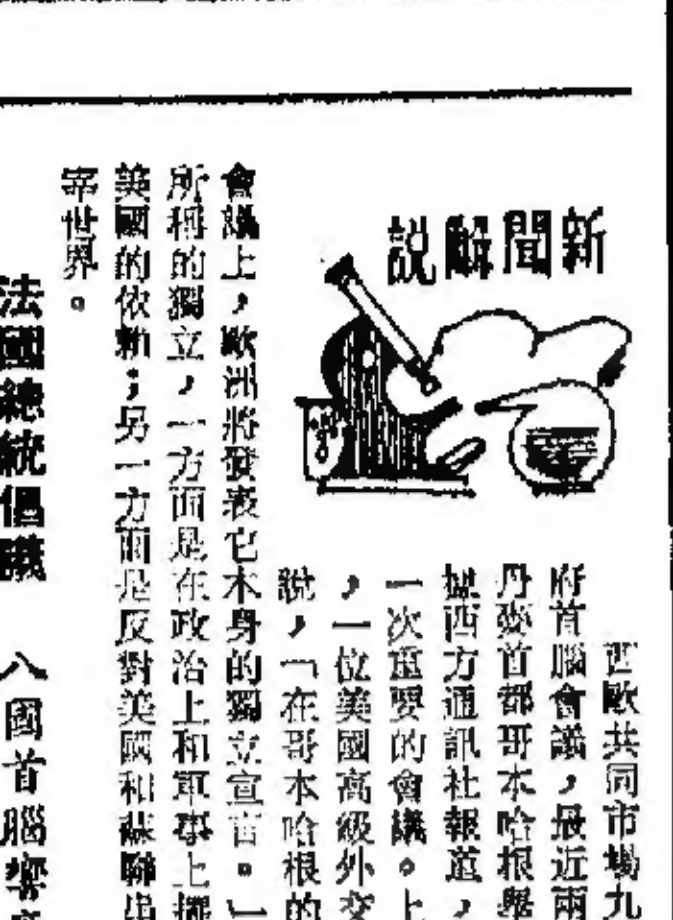 新聞解說
西歐共同市場九
府首腦會議，最近兩
丹麥首都哥本哈根舉
據西方通訊社報道，
一次重要的會議。上
，一位美國高級外交
說，「在哥本哈根的
會議上，歐洲將發表它本身的獨立宣言。」
所稱的獨立，一方面是在政治上和軍事上擺
美國的依賴；另一方面是反對美國和蘇聯出
宰世界。
法國總統倡議　八國首腦響應